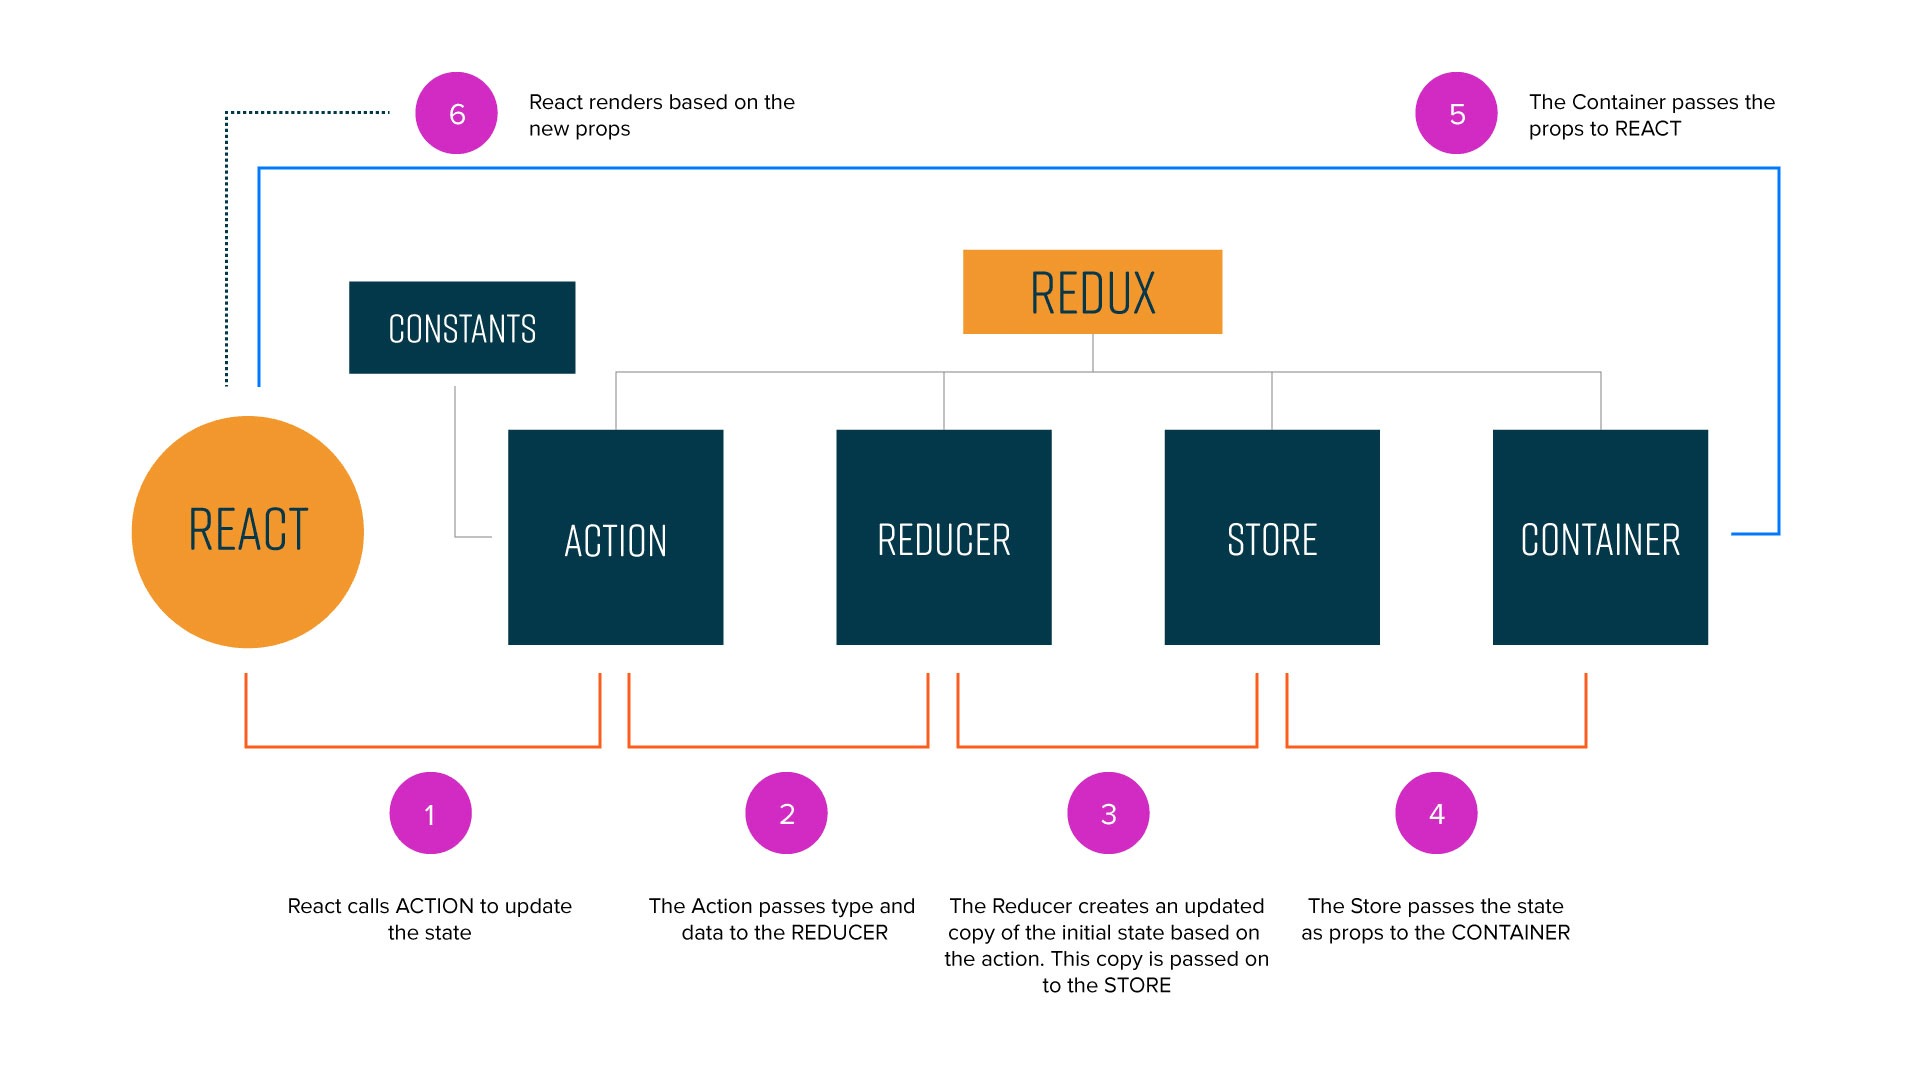 6
React renders based on the
new props
5
The Container passes the
props to REACT
REDUX
CONSTANTS
REACT
ACTION
REDUCER
STORE
CONTAINER
1
React calls ACTION to update
the state
2
The Action passes type and
data to the REDUCER
3
The Reducer creates an updated
copy of the initial state based on
the action. This copy is passed on
to the STORE
4
The Store passes the state
as props to the CONTAINER